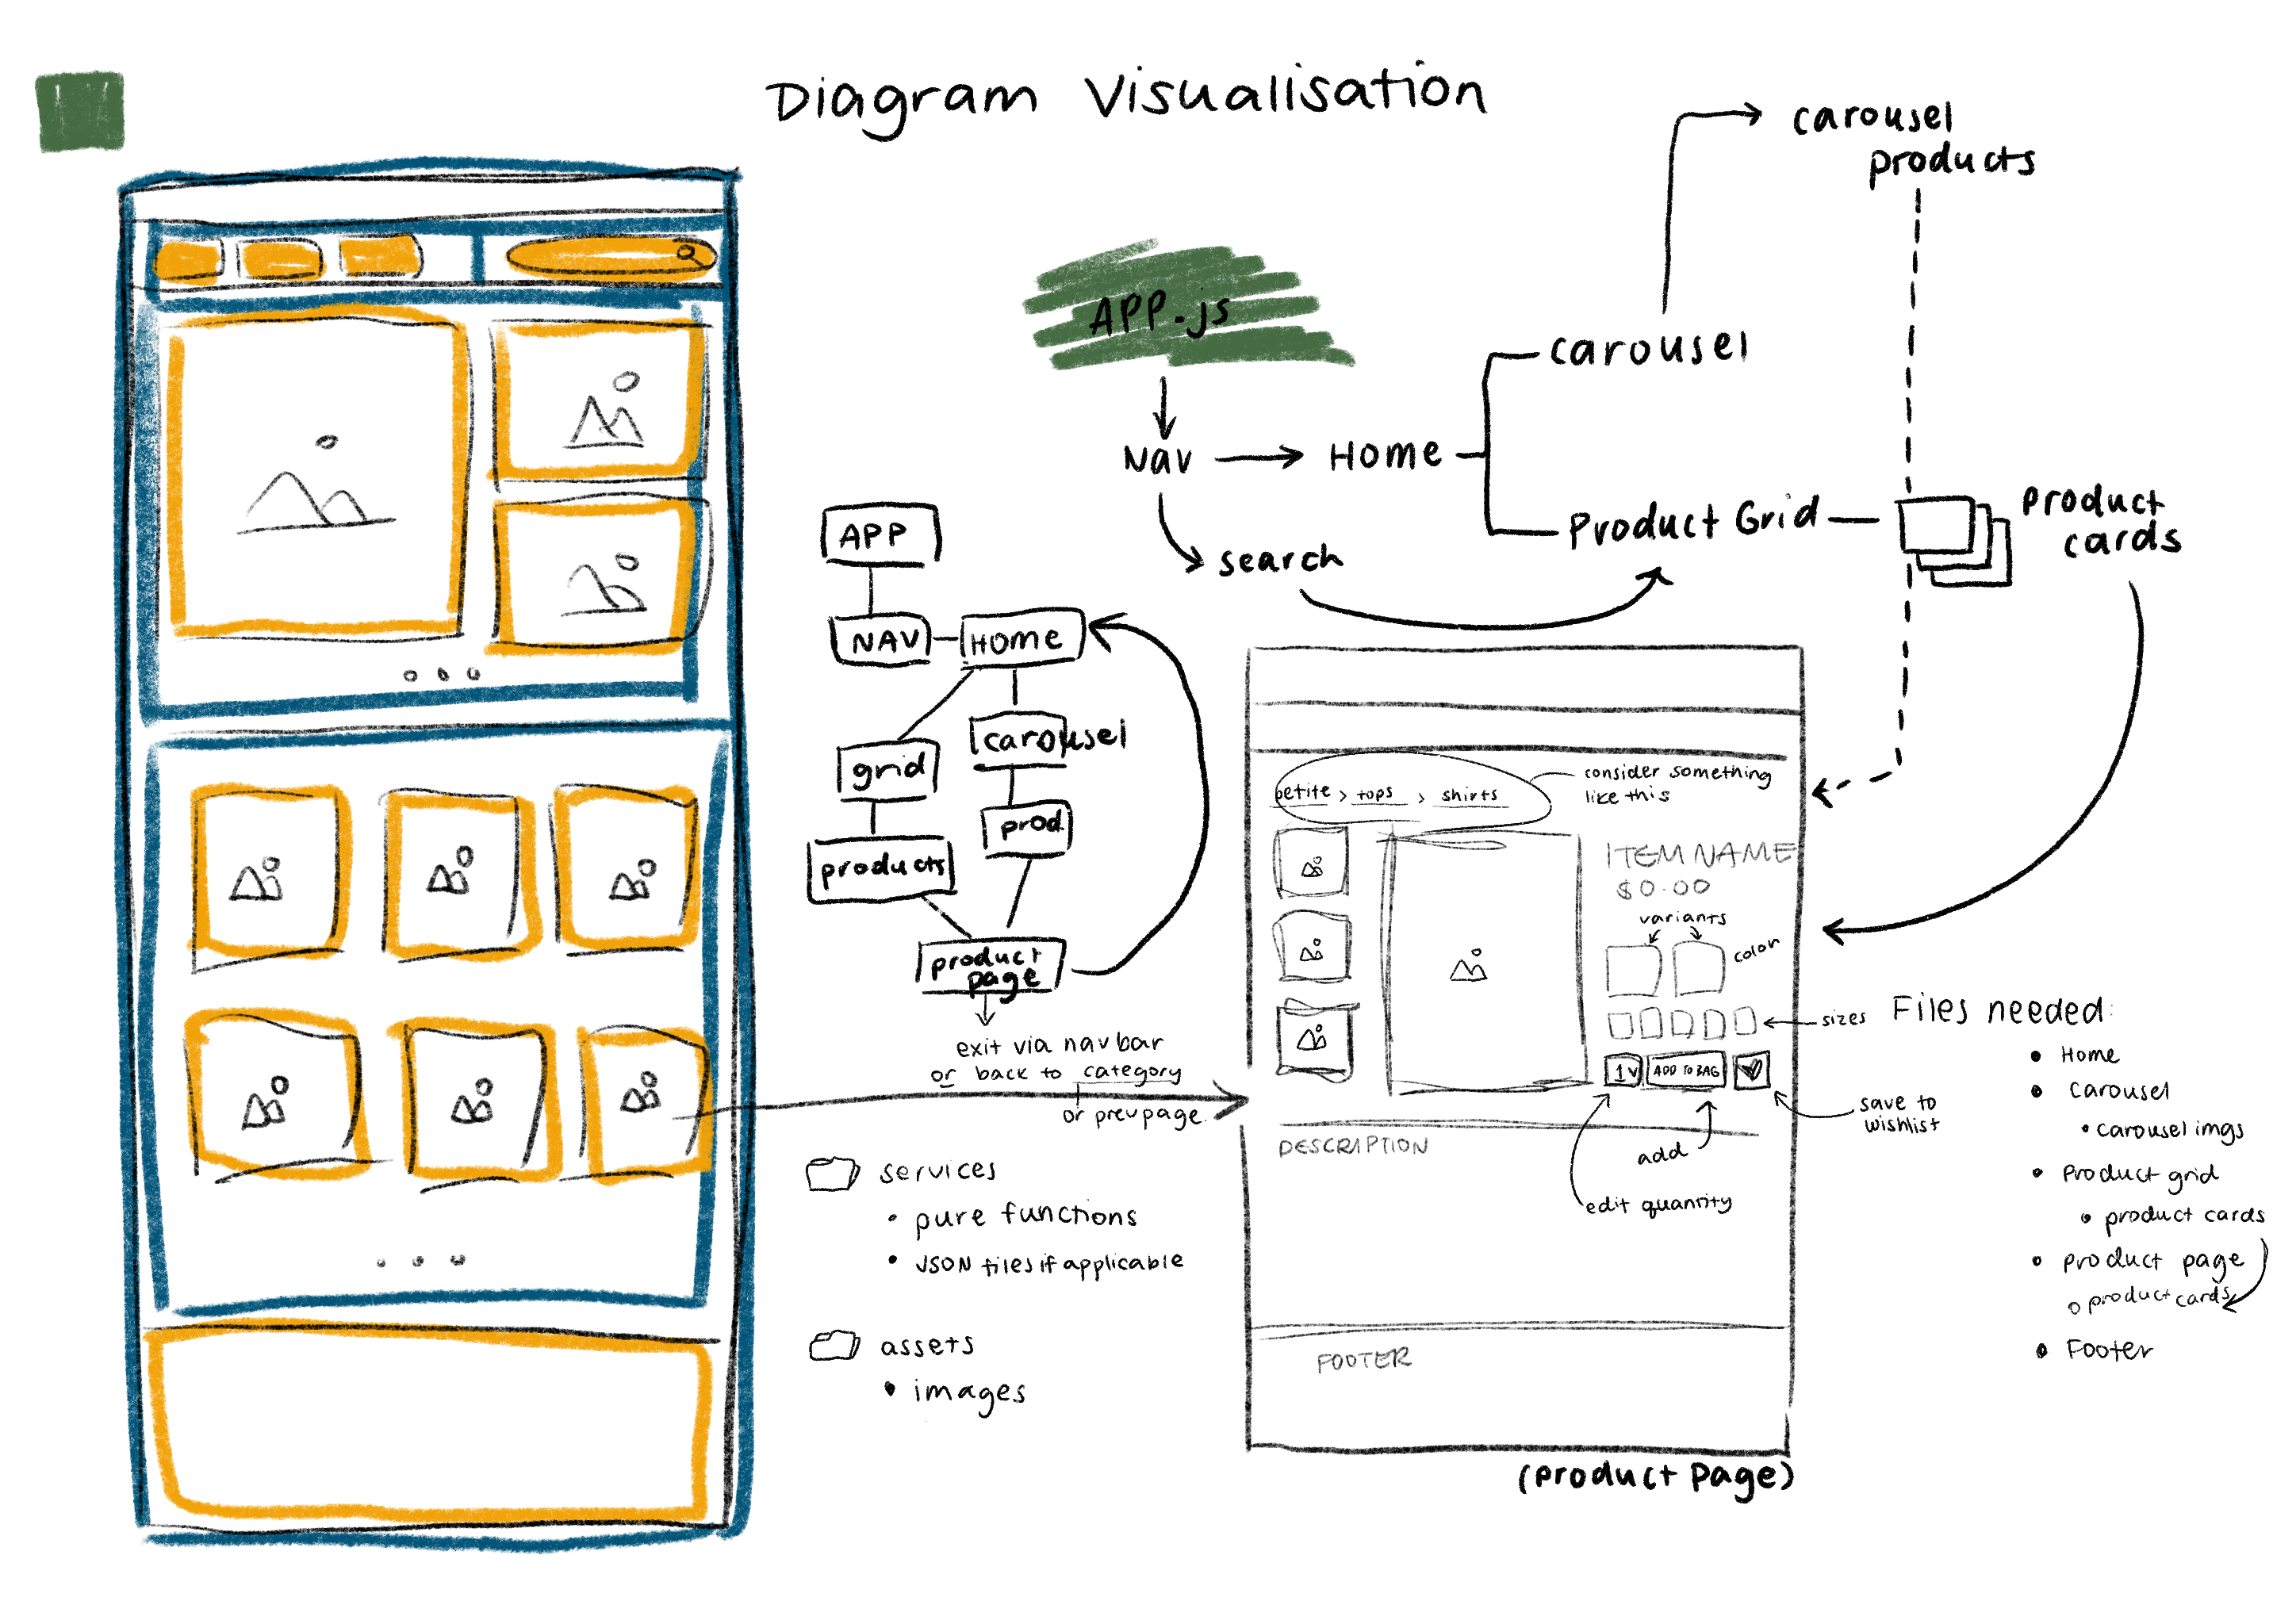 Diagram Visualisation
carousel
products
APP.js
carousel
Nav
Home
Product Grid
product
cards
search
APP
NAV
HOME
grid
carousel
prod.
products
product
page
exit via nav bar
or back to category
or prev page.
services
• pure functions
• JSON files if applicable
assets
• images
petite > tops > shirts
consider something
like this
ITEM NAME
$0.00
variants
color
sizes
1 v
ADD TO BAG
save to
wishlist
add
edit quantity
DESCRIPTION
FOOTER
(product page)
Files needed:
• Home
• Carousel
• carousel imgs
• Product grid
• product cards
• product page
○ product cards
• Footer